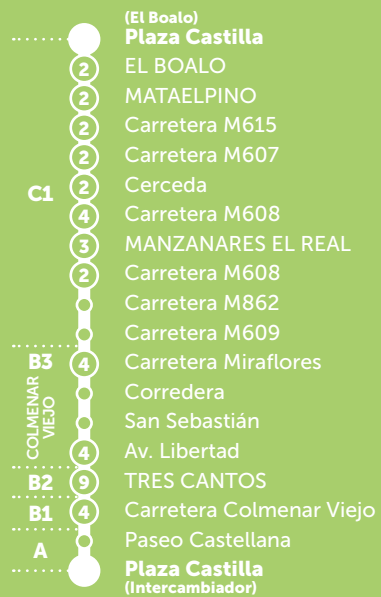 (El Boalo)
Plaza Castilla
2 EL BOALO
2 MATAELPINO
2 Carretera M615
2 Carretera M607
C1 2 Cerceda
4 Carretera M608
3 MANZANARES EL REAL
2 Carretera M608
Carretera M862
Carretera M609
B3 4 Carretera Miraflores
COLMENAR
VIEJO
Corredera
San Sebastián
4 Av. Libertad
B2 9 TRES CANTOS
B1 4 Carretera Colmenar Viejo
A Paseo Castellana
Plaza Castilla
(Intercambiador)